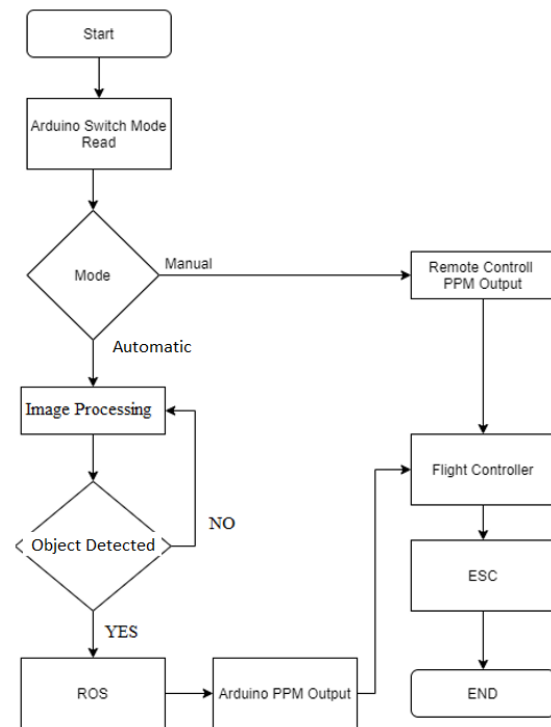 Start
Arduino Switch Mode
Read
Mode
Manual
Remote Controll
PPM Output
Automatic
Image Processing
Flight Controller
NO
Object Detected
ESC
YES
ROS
Arduino PPM Output
END